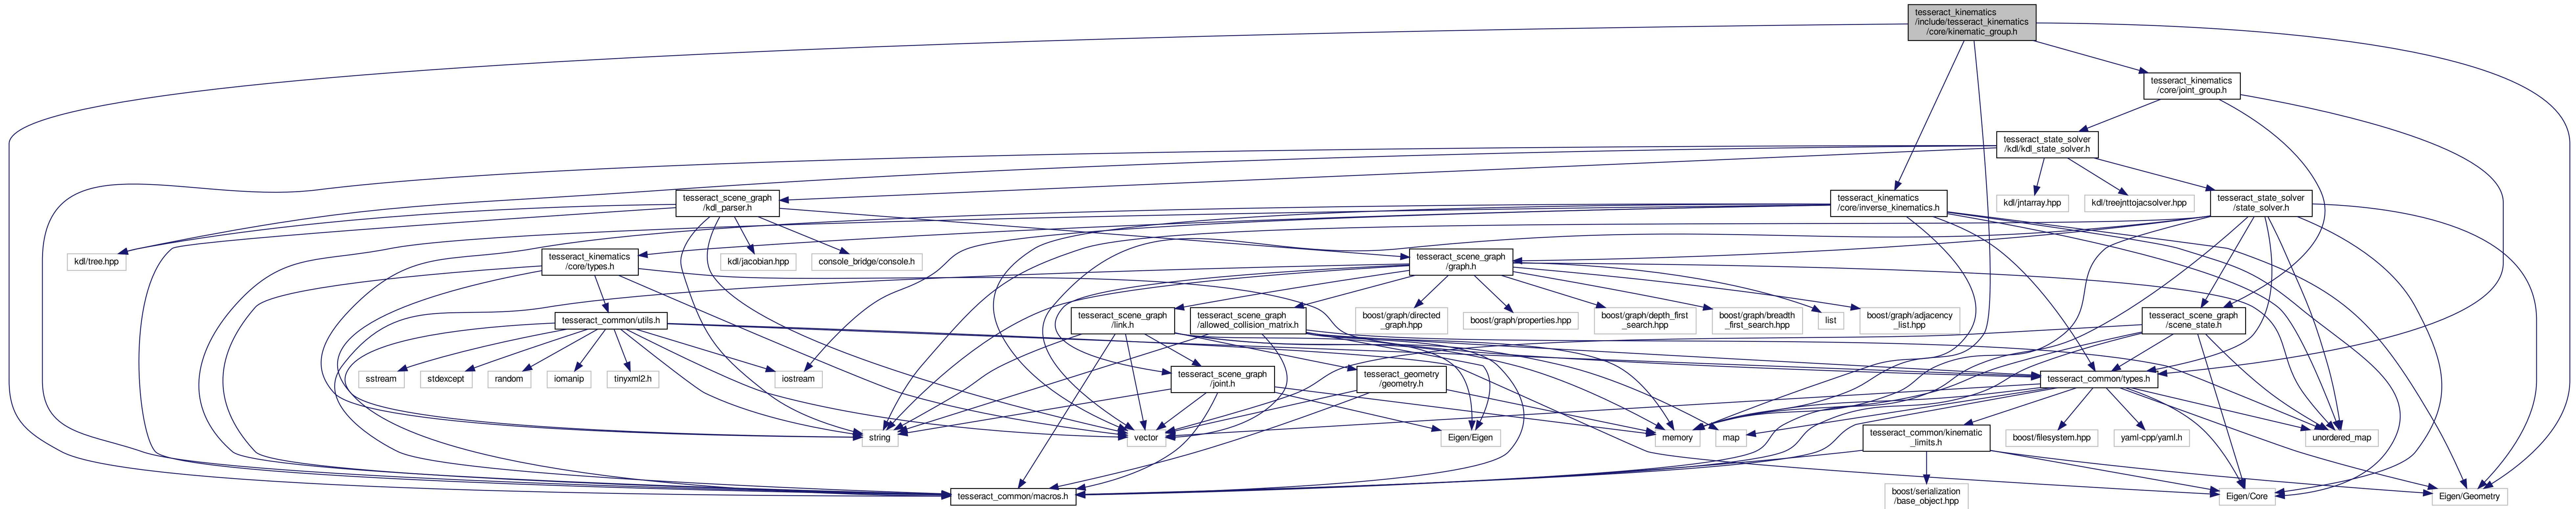 tesseract_kinematics
/include/tesseract_kinematics
/core/kinematic_group.h
tesseract_kinematics
/core/joint_group.h
tesseract_state_solver
/kdl/kdl_state_solver.h
tesseract_scene_graph
/kdl_parser.h
tesseract_kinematics
/core/inverse_kinematics.h
kdl/jntarray.hpp
kdl/treejnttojacsolver.hpp
tesseract_state_solver
/state_solver.h
kdl/tree.hpp
tesseract_kinematics
/core/types.h
kdl/jacobian.hpp
console_bridge/console.h
tesseract_scene_graph
/graph.h
tesseract_common/utils.h
tesseract_scene_graph
/link.h
tesseract_scene_graph
/allowed_collision_matrix.h
boost/graph/directed
_graph.hpp
boost/graph/properties.hpp
boost/graph/depth_first
_search.hpp
boost/graph/breadth
_first_search.hpp
list
boost/graph/adjacency
_list.hpp
tesseract_scene_graph
/scene_state.h
sstream
stdexcept
random
iomanip
tinyxml2.h
iostream
tesseract_scene_graph
/joint.h
tesseract_geometry
/geometry.h
tesseract_common/types.h
string
vector
Eigen/Eigen
memory
map
tesseract_common/kinematic
_limits.h
boost/filesystem.hpp
yaml-cpp/yaml.h
unordered_map
tesseract_common/macros.h
boost/serialization
/base_object.hpp
Eigen/Core
Eigen/Geometry